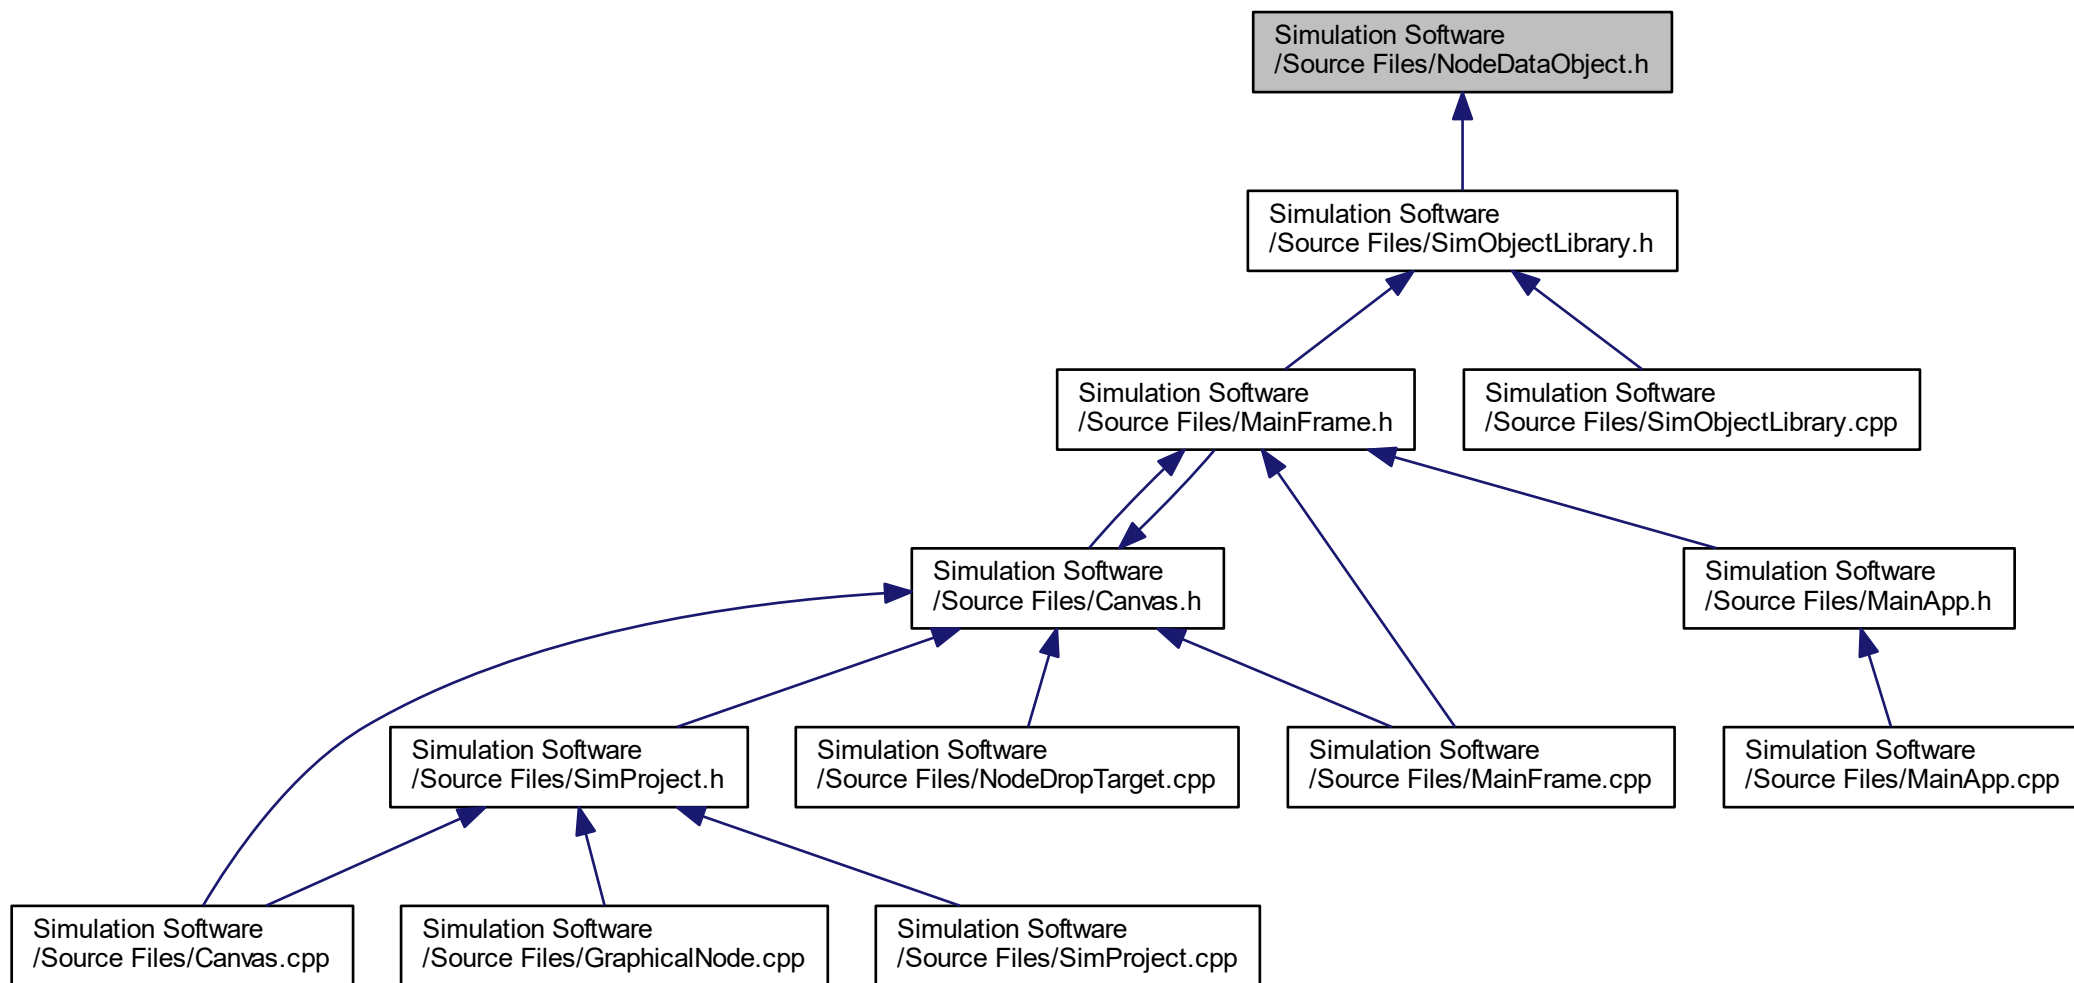 Simulation Software
/Source Files/NodeDataObject.h
Simulation Software
/Source Files/SimObjectLibrary.h
Simulation Software
/Source Files/MainFrame.h
Simulation Software
/Source Files/SimObjectLibrary.cpp
Simulation Software
/Source Files/Canvas.h
Simulation Software
/Source Files/MainApp.h
Simulation Software
/Source Files/SimProject.h
Simulation Software
/Source Files/NodeDropTarget.cpp
Simulation Software
/Source Files/MainFrame.cpp
Simulation Software
/Source Files/MainApp.cpp
Simulation Software
/Source Files/Canvas.cpp
Simulation Software
/Source Files/GraphicalNode.cpp
Simulation Software
/Source Files/SimProject.cpp